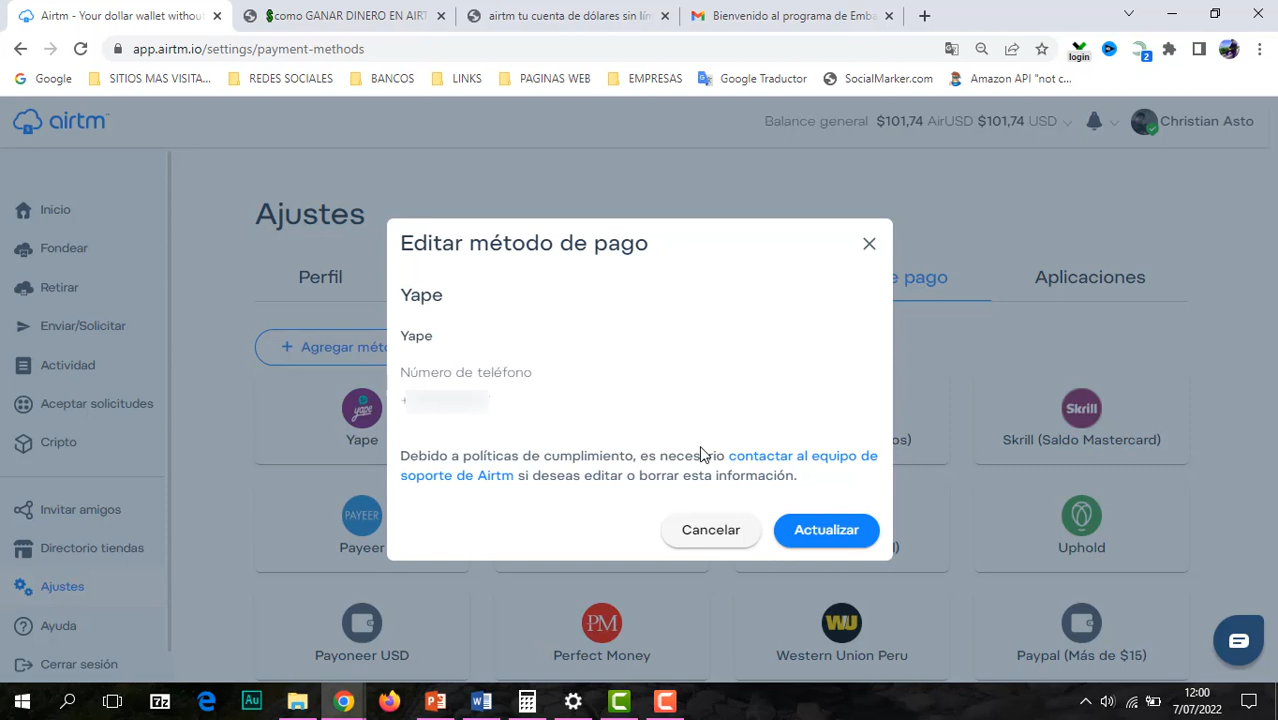 Airtm - Your dollar wallet without
$como GANAR DINERO EN AIRT
airtm tu cuenta de dólares sin lím
Bienvenido al programa de Emba
app.airtm.io/settings/payment-methods
login
2
Google
SITIOS MAS VISITA...
REDES SOCIALES
BANCOS
LINKS
PAGINAS WEB
EMPRESAS
Google Traductor
SocialMarker.com
Amazon API "not c...
airtm
Balance general $101,74 AirUSD $101,74 USD
Christian Asto
Inicio
Fondear
Retirar
Enviar/Solicitar
Actividad
Aceptar solicitudes
Cripto
Invitar amigos
Directorio tiendas
Ajustes
Ayuda
Cerrar sesión
Ajustes
Perfil
e pago
Aplicaciones
+ Agregar méto
Editar método de pago
Yape
Yape
Número de teléfono
+
Debido a políticas de cumplimiento, es necesario contactar al equipo de
soporte de Airtm si deseas editar o borrar esta información.
Cancelar
Actualizar
yape
Yape
os)
Skrill
Skrill (Saldo Mastercard)
PAYEER
Payeer
l)
Uphold
Payoneer USD
PM
Perfect Money
WU
Western Union Peru
Paypal (Más de $15)
7z
Au
12:00
7/07/2022